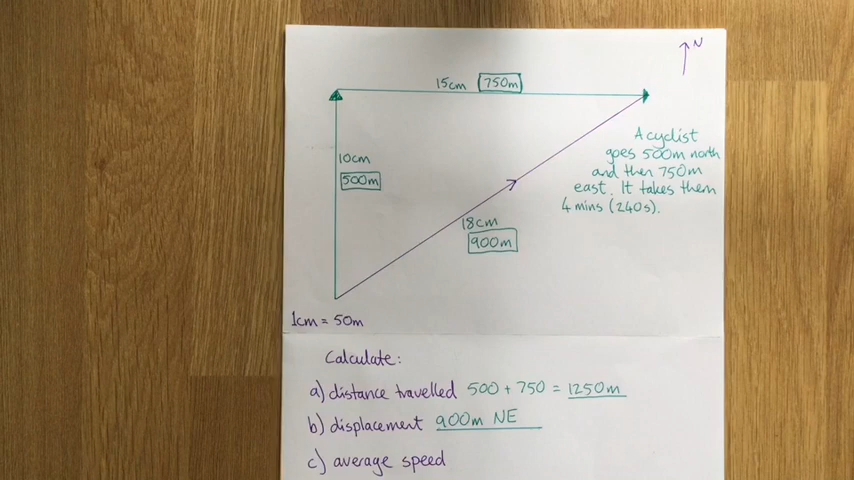 N
15cm 750m
A cyclist
goes 500m north
and then 750m
east. It takes them
4 mins (240s).
10cm
500m
18cm
900m
1cm = 50m
Calculate:
a) distance travelled 500 + 750 = 1250m
b) displacement 900m NE
c) average speed